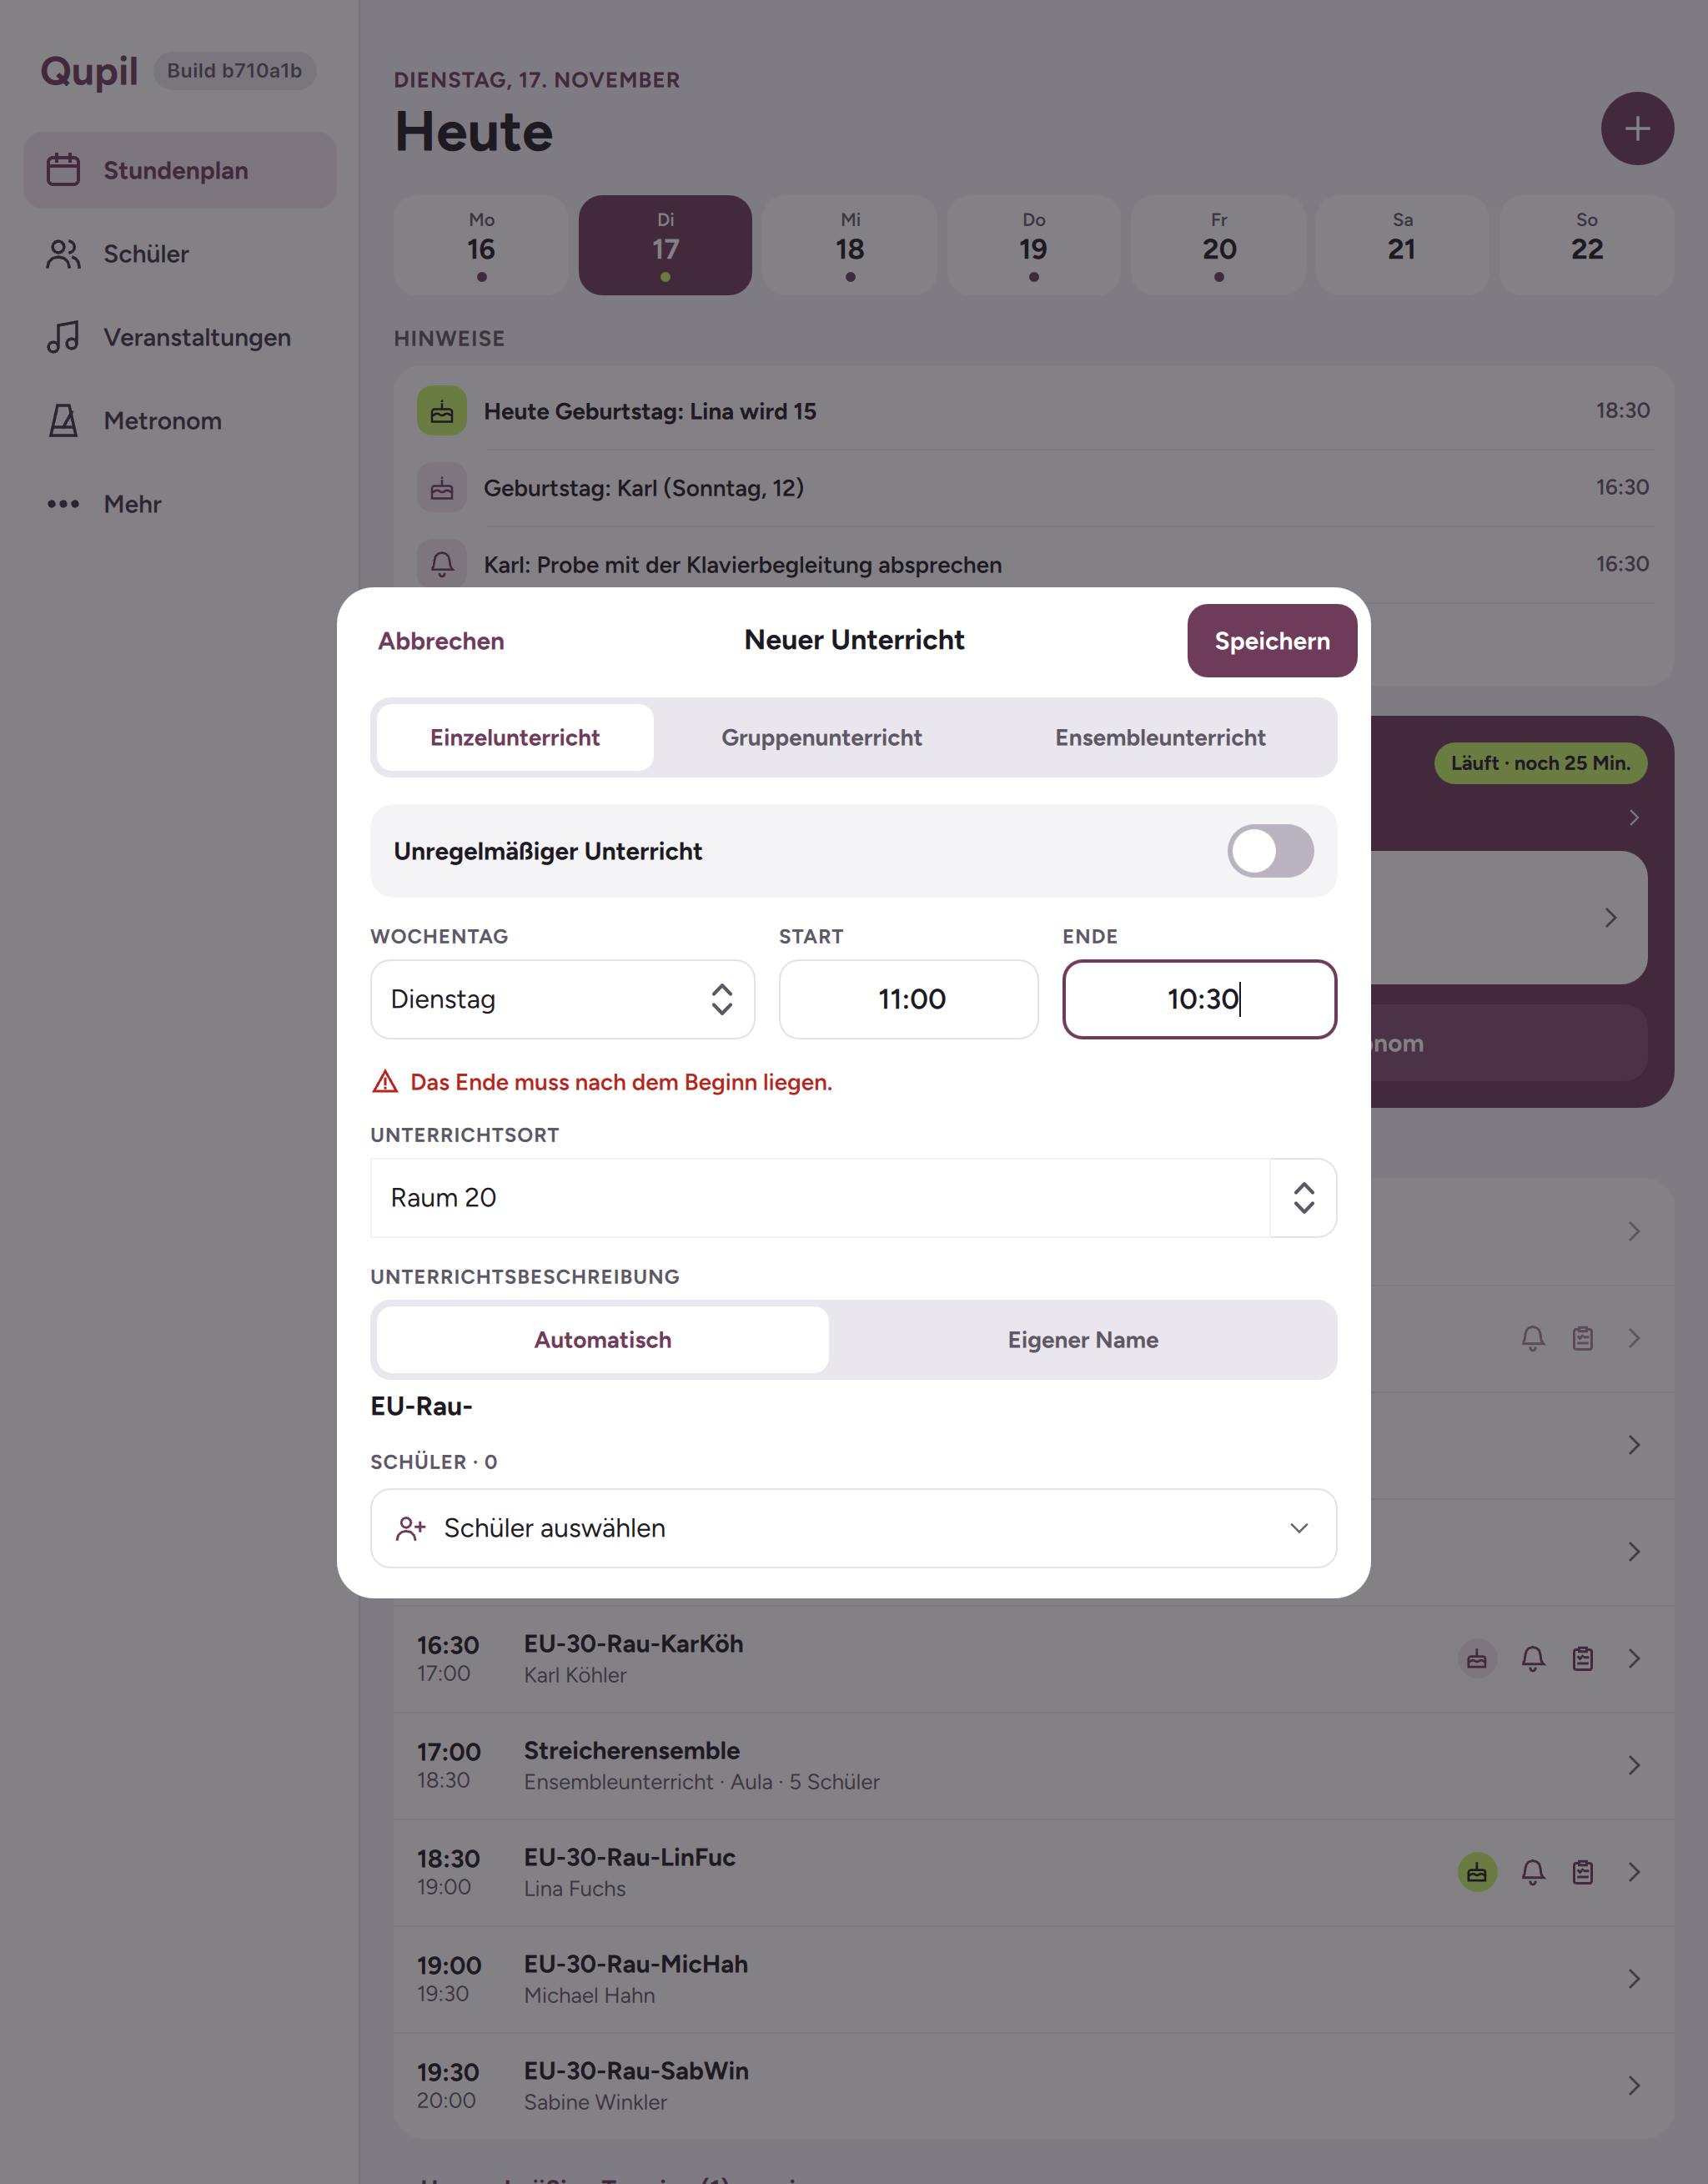 Qupil
Build b710a1b
Stundenplan
Schüler
Veranstaltungen
Metronom
Mehr
DIENSTAG, 17. NOVEMBER
Heute
Mo
16
Di
17
Mi
18
Do
19
Fr
20
Sa
21
So
22
HINWEISE
Heute Geburtstag: Lina wird 15
18:30
Geburtstag: Karl (Sonntag, 12)
16:30
Karl: Probe mit der Klavierbegleitung absprechen
16:30
Läuft · noch 25 Min.
Abbrechen
Neuer Unterricht
Speichern
Einzelunterricht
Gruppenunterricht
Ensembleunterricht
Unregelmäßiger Unterricht
WOCHENTAG
START
ENDE
Dienstag
11:00
10:30
Das Ende muss nach dem Beginn liegen.
UNTERRICHTSORT
Raum 20
UNTERRICHTSBESCHREIBUNG
Automatisch
Eigener Name
EU-Rau-
SCHÜLER · 0
Schüler auswählen
16:30
17:00
EU-30-Rau-KarKöh
Karl Köhler
17:00
18:30
Streicherensemble
Ensembleunterricht · Aula · 5 Schüler
18:30
19:00
EU-30-Rau-LinFuc
Lina Fuchs
19:00
19:30
EU-30-Rau-MicHah
Michael Hahn
19:30
20:00
EU-30-Rau-SabWin
Sabine Winkler